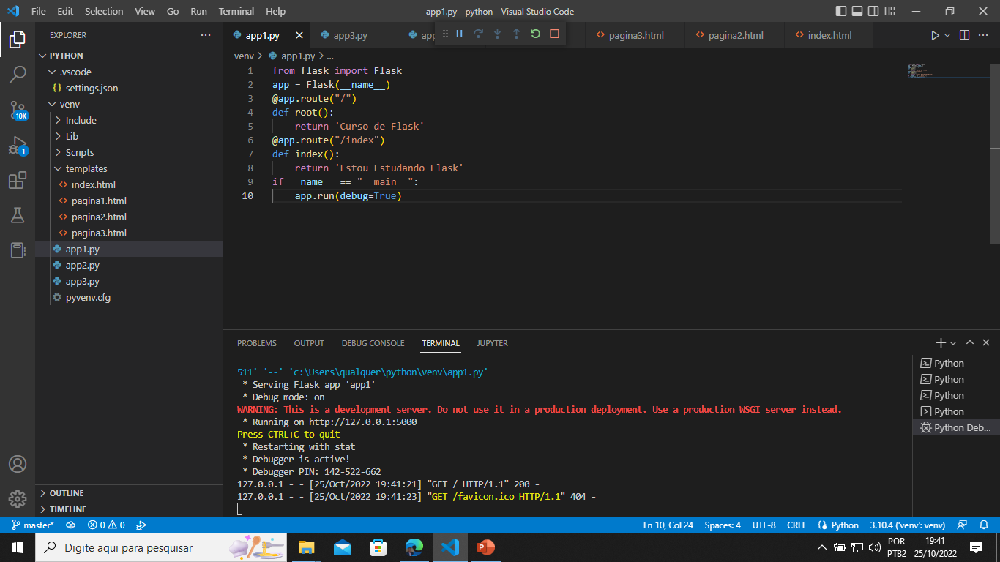 File Edit Selection View Go Run Terminal Help
app1.py - python - Visual Studio Code
EXPLORER
PYTHON
.vscode
settings.json
venv
Include
Lib
Scripts
templates
index.html
pagina1.html
pagina2.html
pagina3.html
app1.py
app2.py
app3.py
pyvenv.cfg
OUTLINE
TIMELINE
10K
1
app1.py app3.py app pagina3.html pagina2.html index.html
venv > app1.py > ...
1 from flask import Flask
2 app = Flask(__name__)
3 @app.route("/")
4 def root():
5 return 'Curso de Flask'
6 @app.route("/index")
7 def index():
8 return 'Estou Estudando Flask'
9 if __name__ == "__main__":
10 app.run(debug=True)
PROBLEMS OUTPUT DEBUG CONSOLE TERMINAL JUPYTER
511' '--' 'c:\Users\qualquer\python\venv\app1.py'
* Serving Flask app 'app1'
* Debug mode: on
WARNING: This is a development server. Do not use it in a production deployment. Use a production WSGI server instead.
* Running on http://127.0.0.1:5000
Press CTRL+C to quit
* Restarting with stat
* Debugger is active!
* Debugger PIN: 142-522-662
127.0.0.1 - - [25/Oct/2022 19:41:21] "GET / HTTP/1.1" 200 -
127.0.0.1 - - [25/Oct/2022 19:41:23] "GET /favicon.ico HTTP/1.1" 404 -
Python
Python
Python
Python
Python Deb...
master* 0 0 Ln 10, Col 24 Spaces: 4 UTF-8 CRLF Python 3.10.4 ('venv': venv)
Digite aqui para pesquisar
POR
PTB2
19:41
25/10/2022